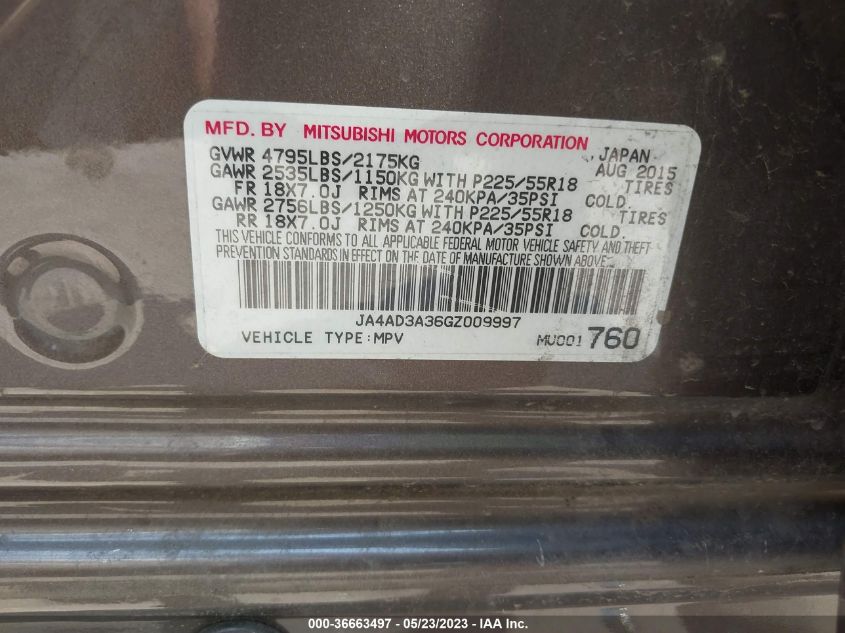 MFD. BY MITSUBISHI MOTORS CORPORATION , JAPAN
GVWR 4795LBS/2175KG AUG 2015
GAWR 2535LBS/1150KG WITH P225/55R18 TIRES
FR 18X7.0J RIMS AT 240KPA/35PSI COLD.
GAWR 2756LBS/1250KG WITH P225/55R18 TIRES
RR 18X7.0J RIMS AT 240KPA/35PSI COLD.
THIS VEHICLE CONFORMS TO ALL APPLICABLE FEDERAL MOTOR VEHICLE SAFETY AND THEFT
PREVENTION STANDARDS IN EFFECT ON THE DATE OF MANUFACTURE SHOWN ABOVE.
JA4AD3A36GZ009997
VEHICLE TYPE:MPV MU001 760
000-36663497 - 05/23/2023 - © IAA Inc.